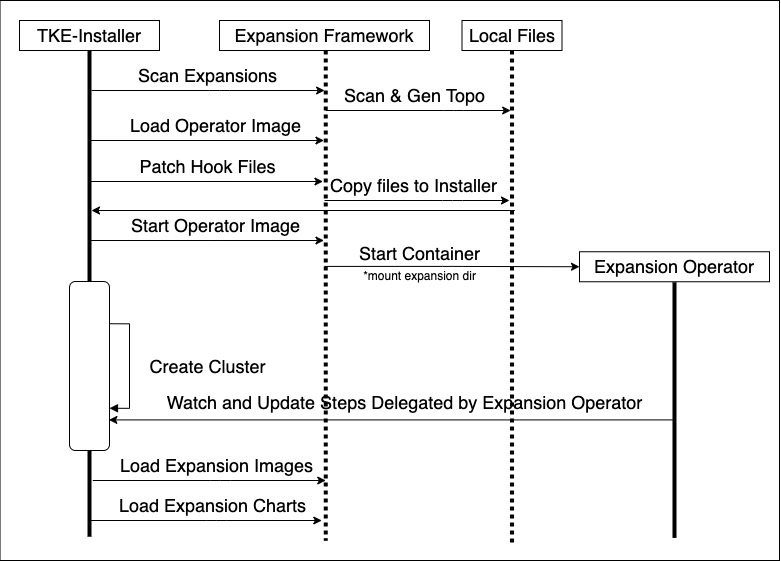 TKE-Installer
Expansion Framework
Local Files
Scan Expansions
Scan & Gen Topo
Load Operator Image
Patch Hook Files
Copy files to Installer
Start Operator Image
Start Container
*mount expansion dir
Expansion Operator
Create Cluster
Watch and Update Steps Delegated by Expansion Operator
Load Expansion Images
Load Expansion Charts